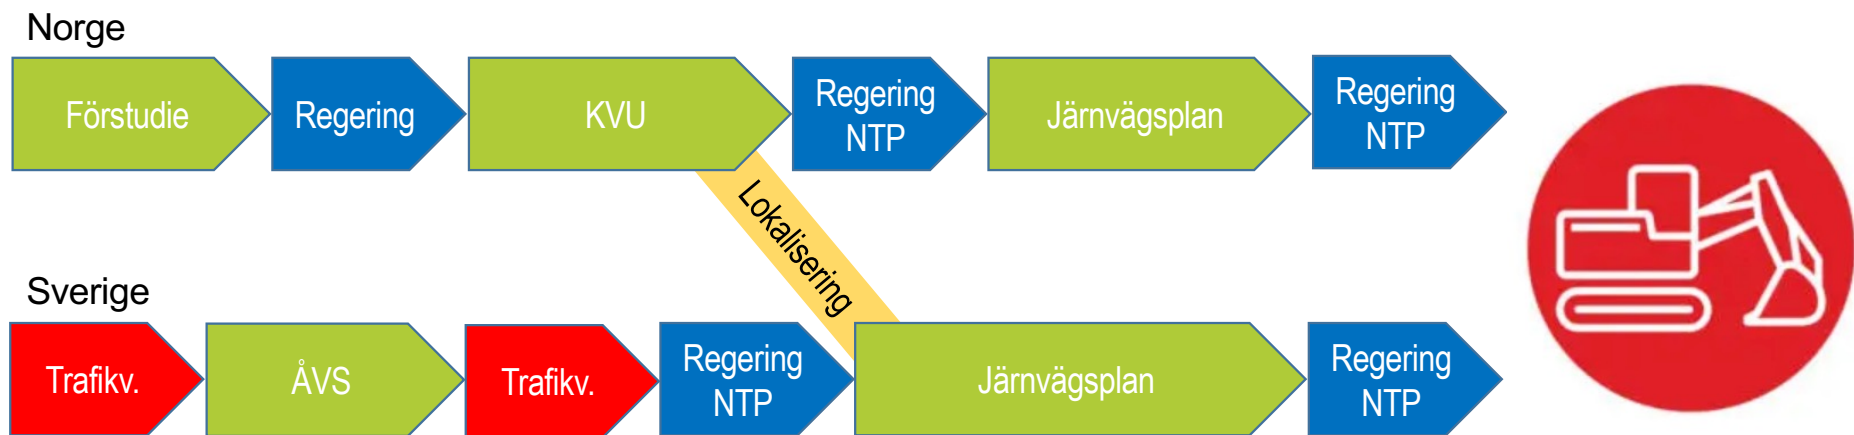 Norge
Förstudie
Regering
KVU
Regering
NTP
Järnvägsplan
Regering
NTP
Lokalisering
Sverige
Trafikv.
ÅVS
Trafikv.
Regering
NTP
Järnvägsplan
Regering
NTP